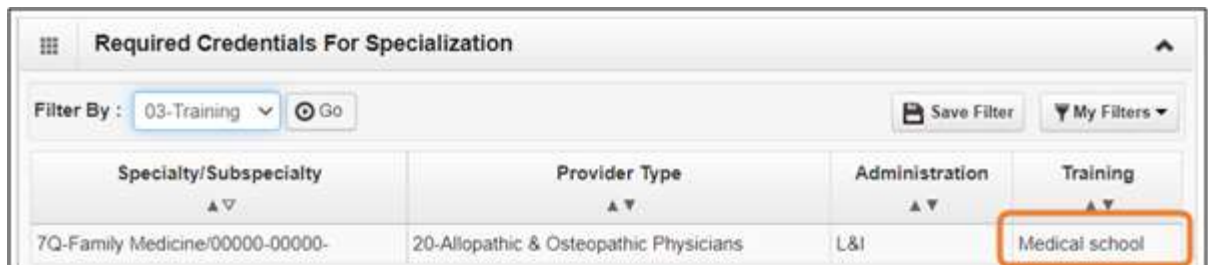 Required Credentials For Specialization
Filter By : 03-Training Go Save Filter My Filters
Specialty/Subspecialty Provider Type Administration Training
7Q-Family Medicine/00000-00000- 20-Allopathic & Osteopathic Physicians L&I Medical school